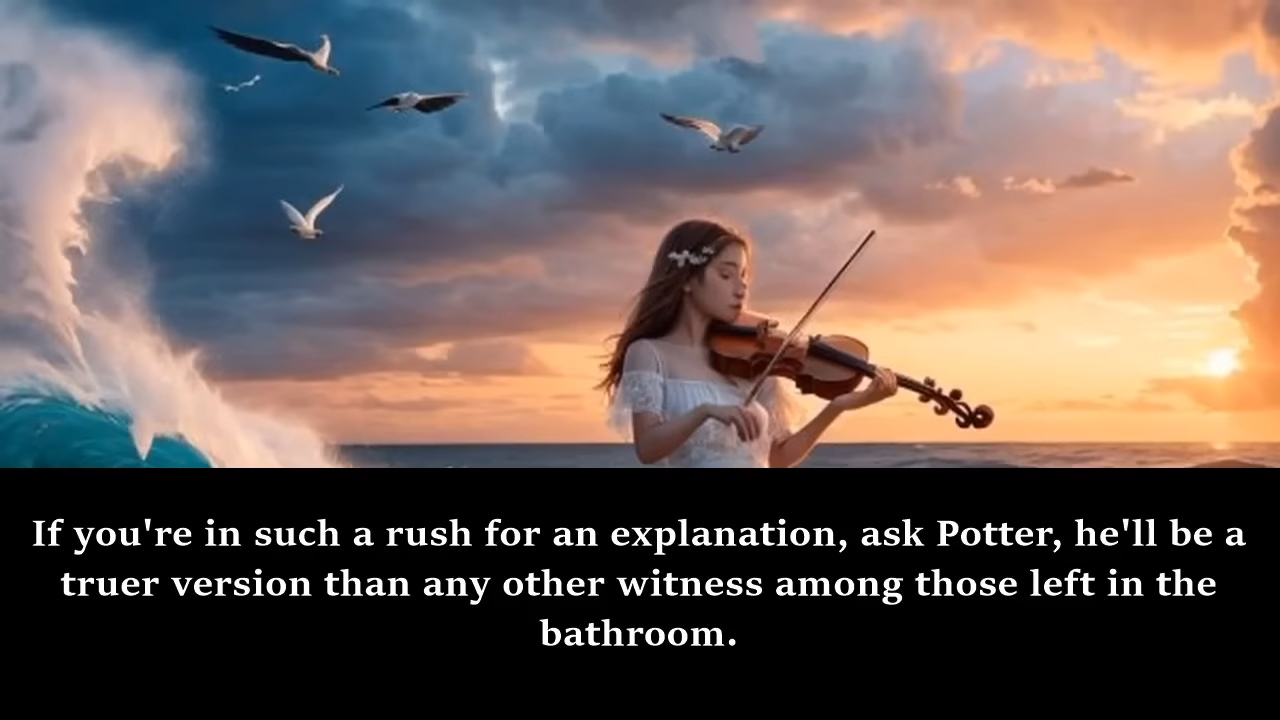 If you're in such a rush for an explanation, ask Potter, he'll be a
truer version than any other witness among those left in the
bathroom.